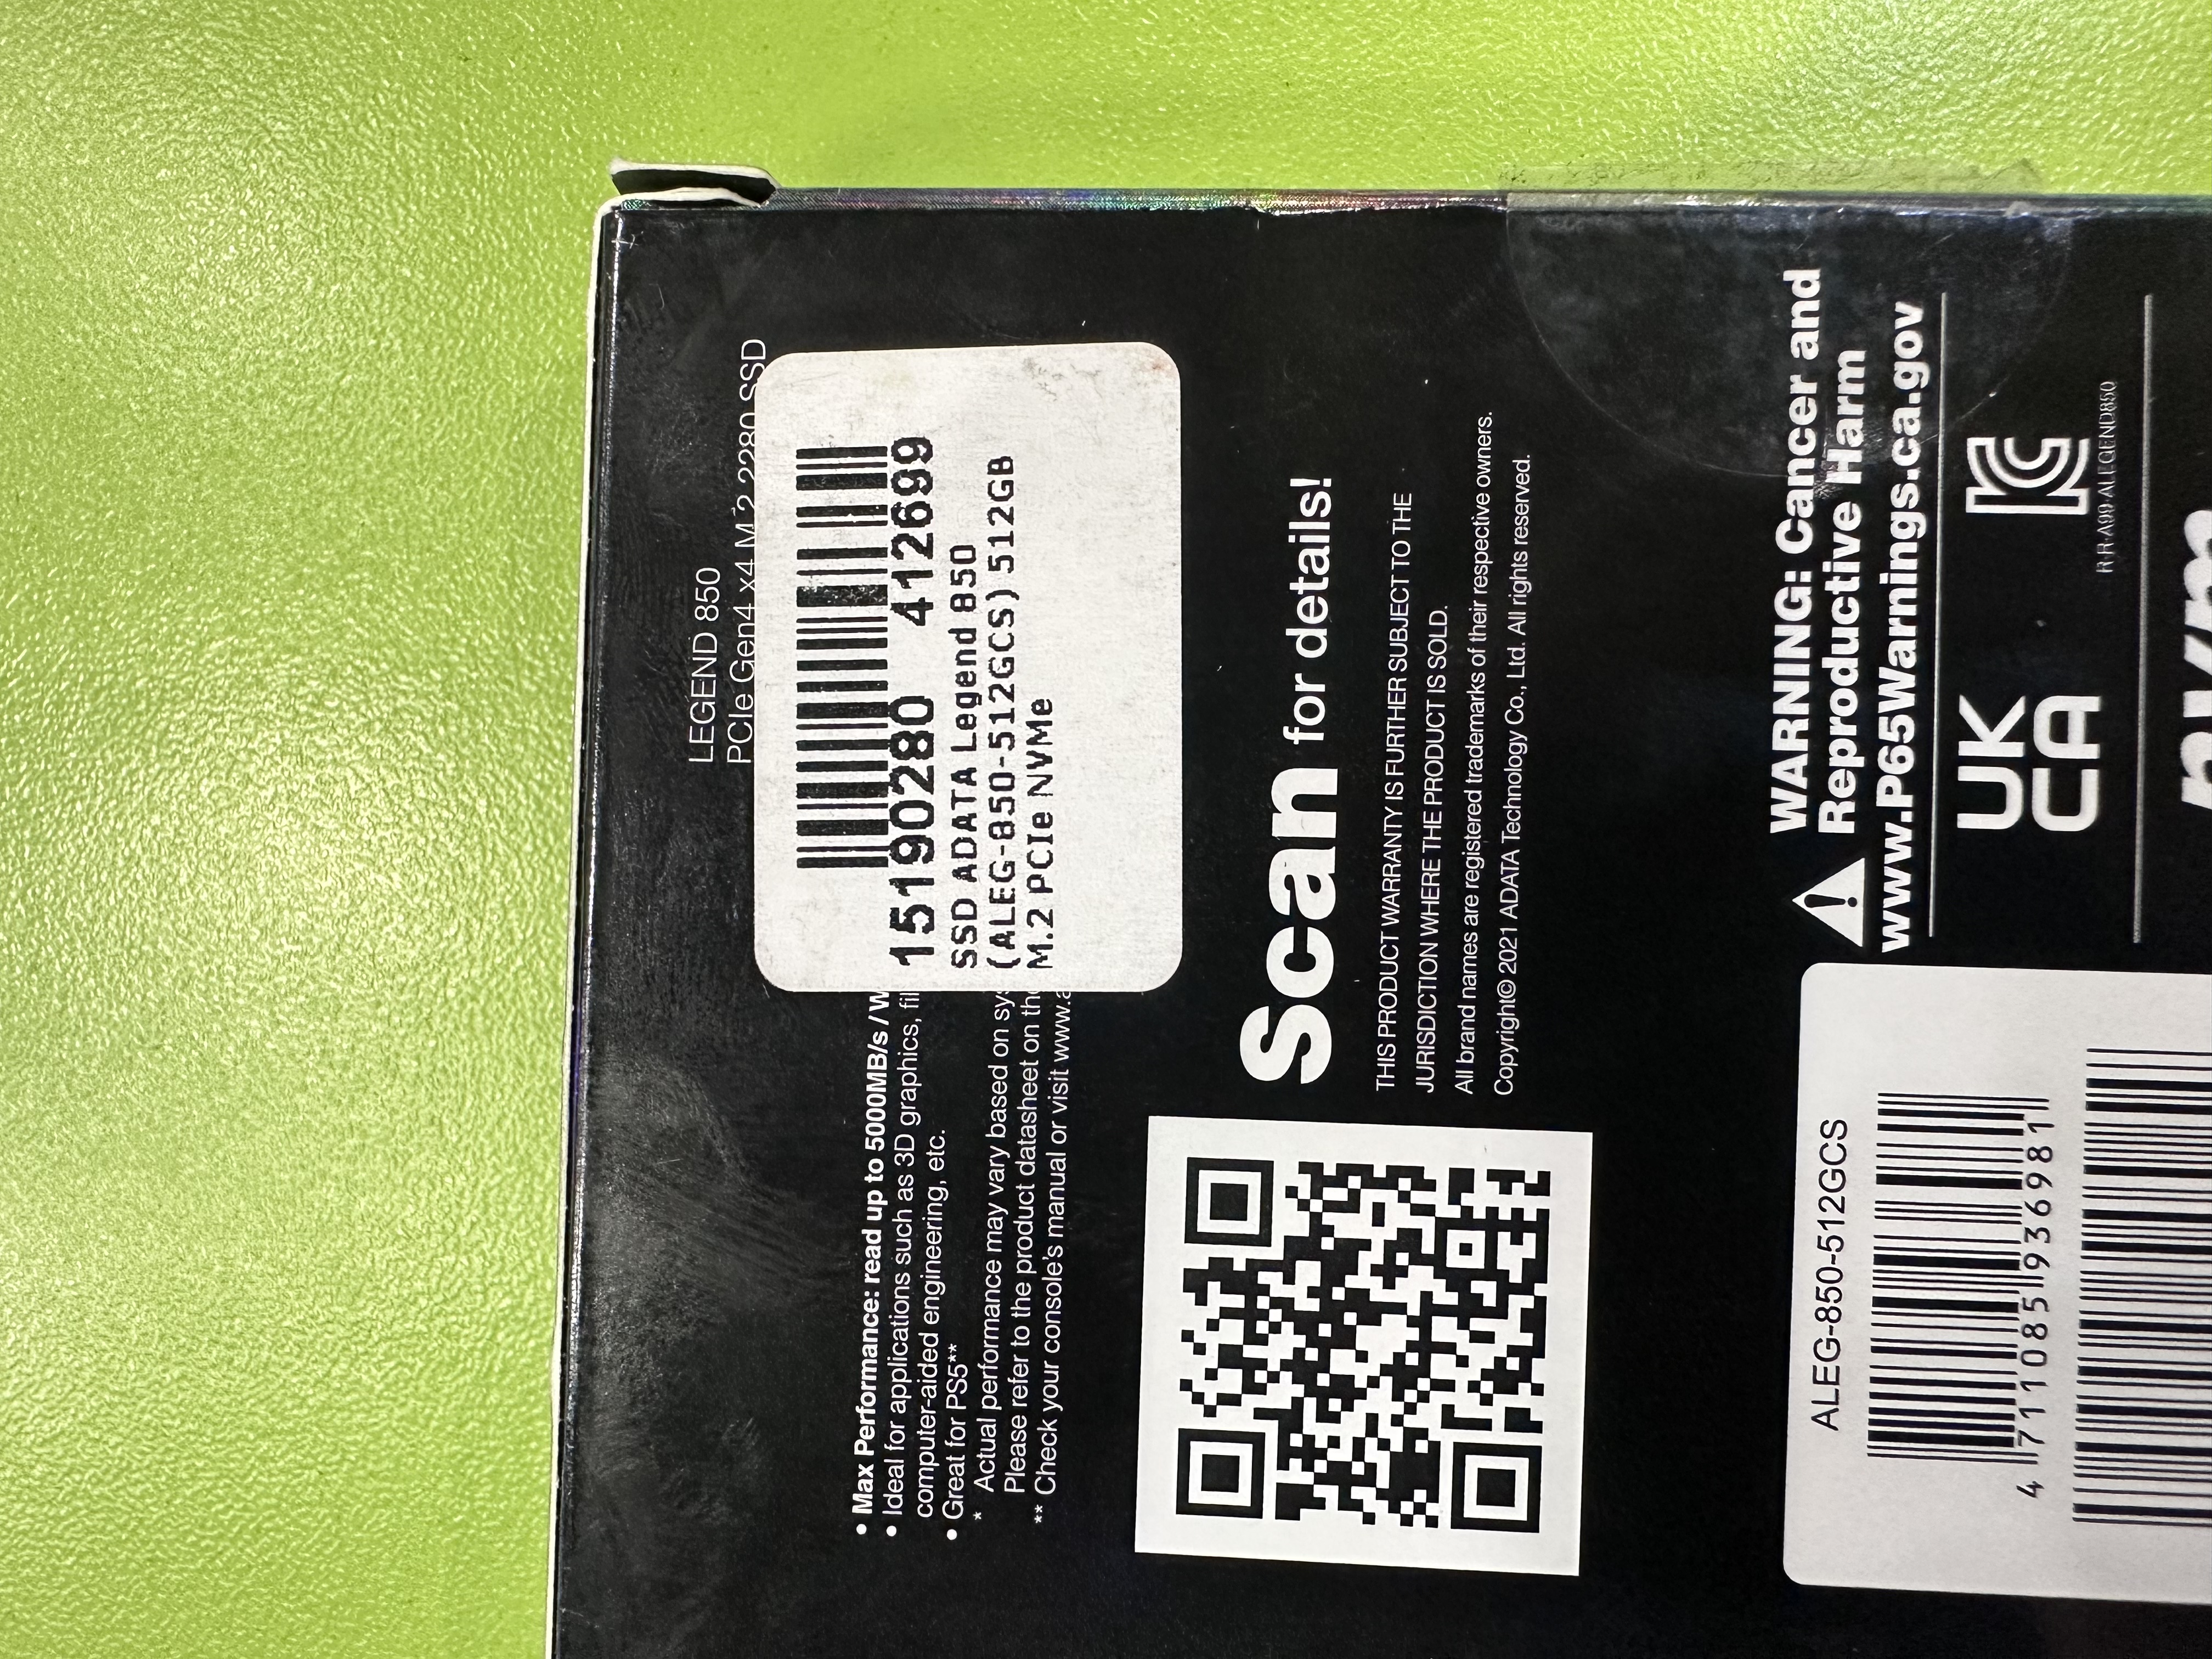 LEGEND 850
PCIe Gen4 x4 M.2 2280 SSD
15190280 412699
SSD ADATA Legend 850
(ALEG-850-512GCS) 512GB
M.2 PCIe NVMe
• Max Performance: read up to 5000MB/s / W
• Ideal for applications such as 3D graphics,
computer-aided engineering, etc.
• Great for PS5**
* Actual performance may vary based on
Please refer to the product datasheet on
** Check your console's manual or visit
Scan for details!
THIS PRODUCT WARRANTY IS FURTHER SUBJECT TO THE
JURISDICTION WHERE THE PRODUCT IS SOLD.
All brand names are registered trademarks of their respective owners.
Copyright© 2021 ADATA Technology Co., Ltd. All rights reserved.
WARNING: Cancer and
Reproductive Harm
www.P65Warnings.ca.gov
UK
CA
R-R-A99-ALEGEND850
ALEG-850-512GCS
4 711085 936981